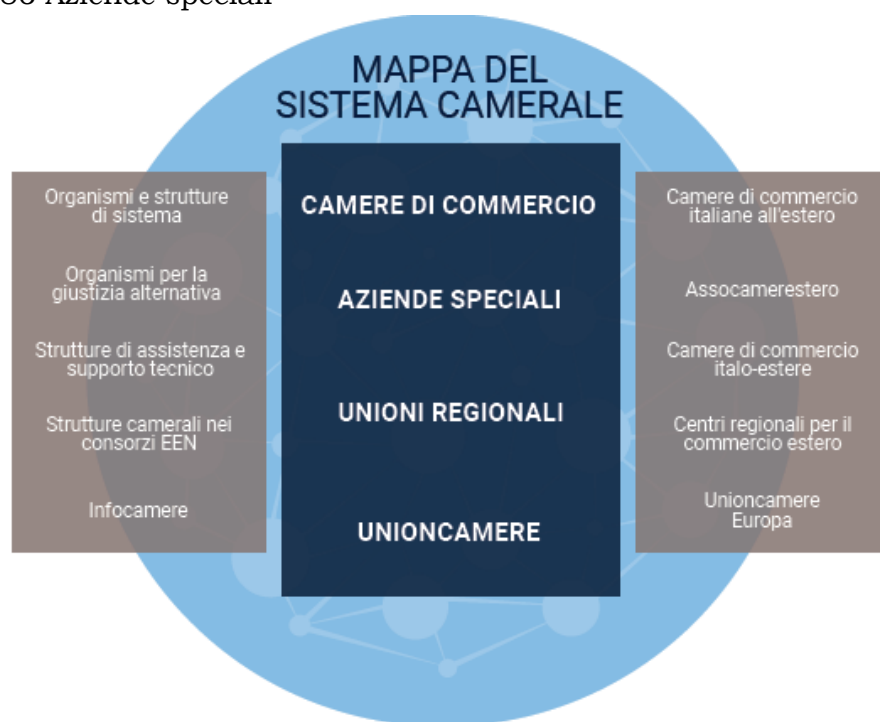 Aziende speciali
MAPPA DEL
SISTEMA CAMERALE
Organismi e strutture
di sistema
Organismi per la
giustizia alternativa
Strutture di assistenza e
supporto tecnico
Strutture camerali nei
consorzi EEN
Infocamere
CAMERE DI COMMERCIO
AZIENDE SPECIALI
UNIONI REGIONALI
UNIONCAMERE
Camere di commercio
italiane all'estero
Assocamerestero
Camere di commercio
italo-estere
Centri regionali per il
commercio estero
Unioncamere
Europa